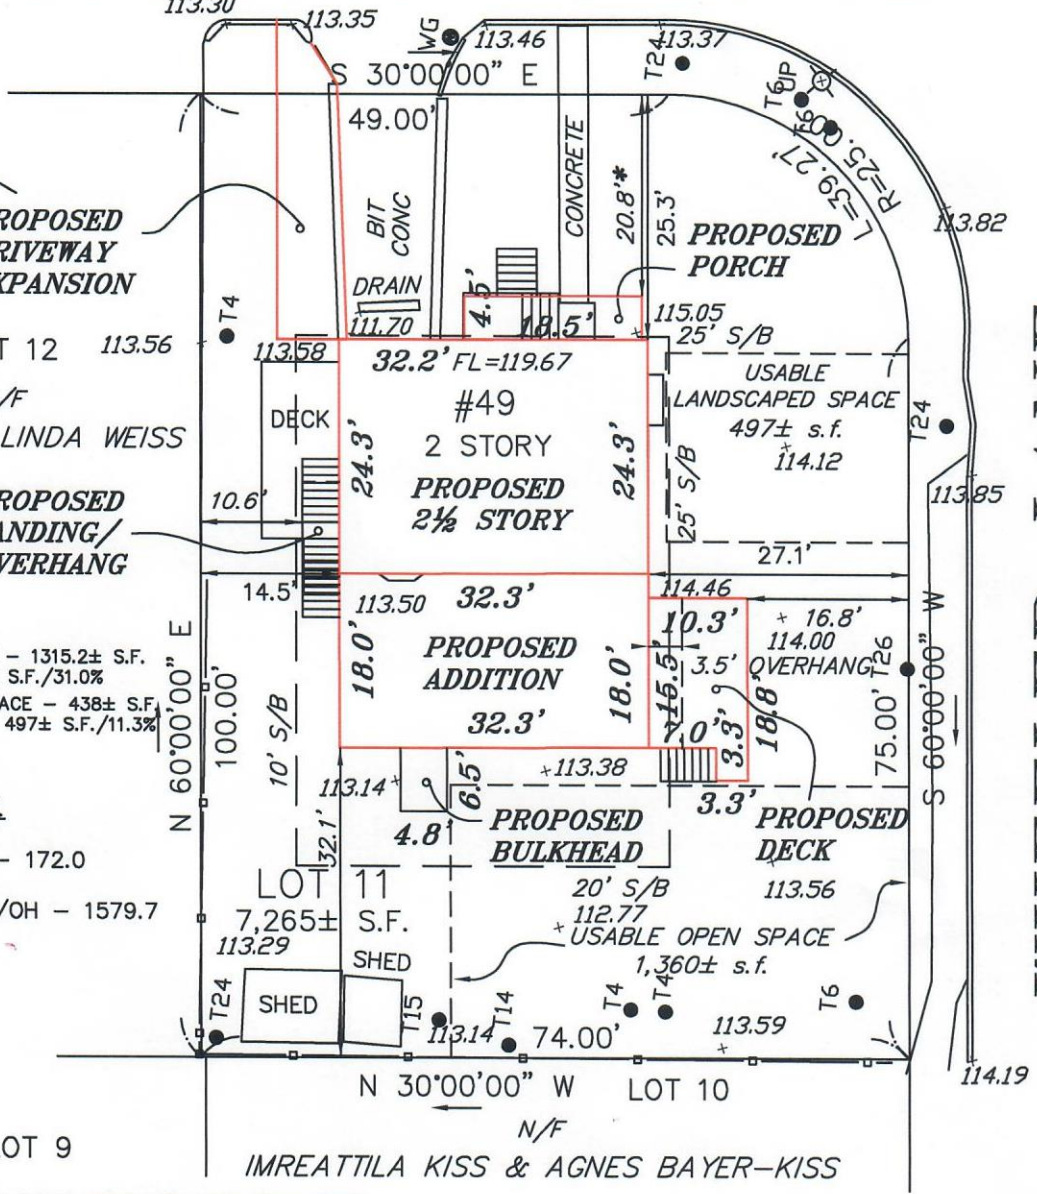 113.30
113.35
WG
113.46
113.37
T24
T6
UP
T6
S 30°00'00" E
49.00'
L=39.27'
R=25.00'
113.82
BIT
CONC
CONCRETE
20.8'*
25.3'
ROPOSED
RIVEWAY
XPANSION
PROPOSED
PORCH
DRAIN
111.70
4.5'
18.5'
115.05
T4
T 12
113.56
113.58
25' S/B
/F
LINDA WEISS
32.2' FL=119.67
#49
2 STORY
PROPOSED
2½ STORY
24.3'
24.3'
DECK
USABLE
LANDSCAPED SPACE
497± s.f.
114.12
T24
25' S/B
113.85
ROPOSED
ANDING/
VERHANG
10.6'
27.1'
14.5'
113.50
32.3'
114.46
10.3'
16.8'
114.00
T26
PROPOSED
ADDITION
32.3'
18.0'
18.0'
15.5'
3.5' OVERHANG
7.0'
3.3'
18.8'
3.3'
N 60°00'00" E
100.00'
10' S/B
75.00'
S 60°00'00" W
- 1315.2± S.F.
S.F./31.0%
ACE - 438± S.F.
497± S.F./11.3%
113.14
113.38
6.5'
4.8'
32.1'
PROPOSED
BULKHEAD
PROPOSED
DECK
- 172.0
/OH - 1579.7
LOT 11
7,265± S.F.
20' S/B
112.77
113.56
USABLE OPEN SPACE
1,360± s.f.
113.29
SHED
SHED
T24
T15
113.14
T14
T4
T4
T6
74.00'
113.59
N 30°00'00" W
LOT 10
114.19
N/F
OT 9
IMREATTILA KISS & AGNES BAYER-KISS